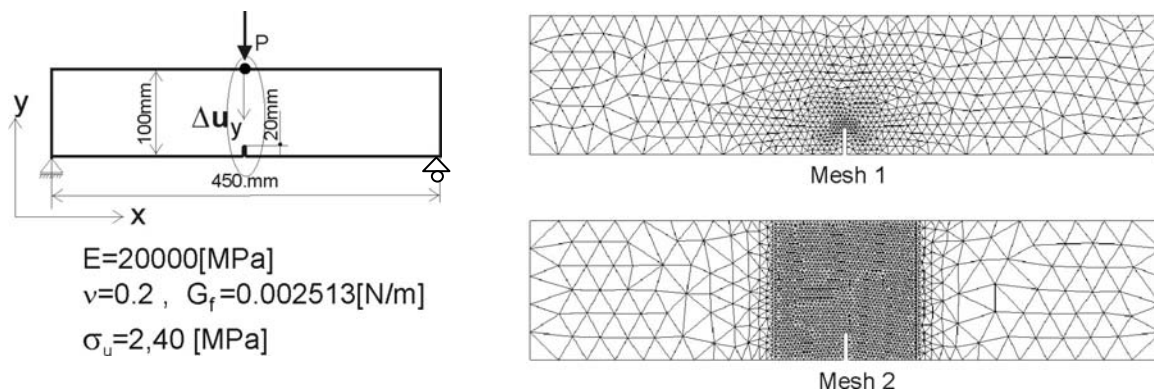 P
y
100mm
Δu_y
20mm
450.mm
x
E=20000[MPa]
ν=0.2 , G_f=0.002513[N/m]
σ_u=2,40 [MPa]
Mesh 1
Mesh 2